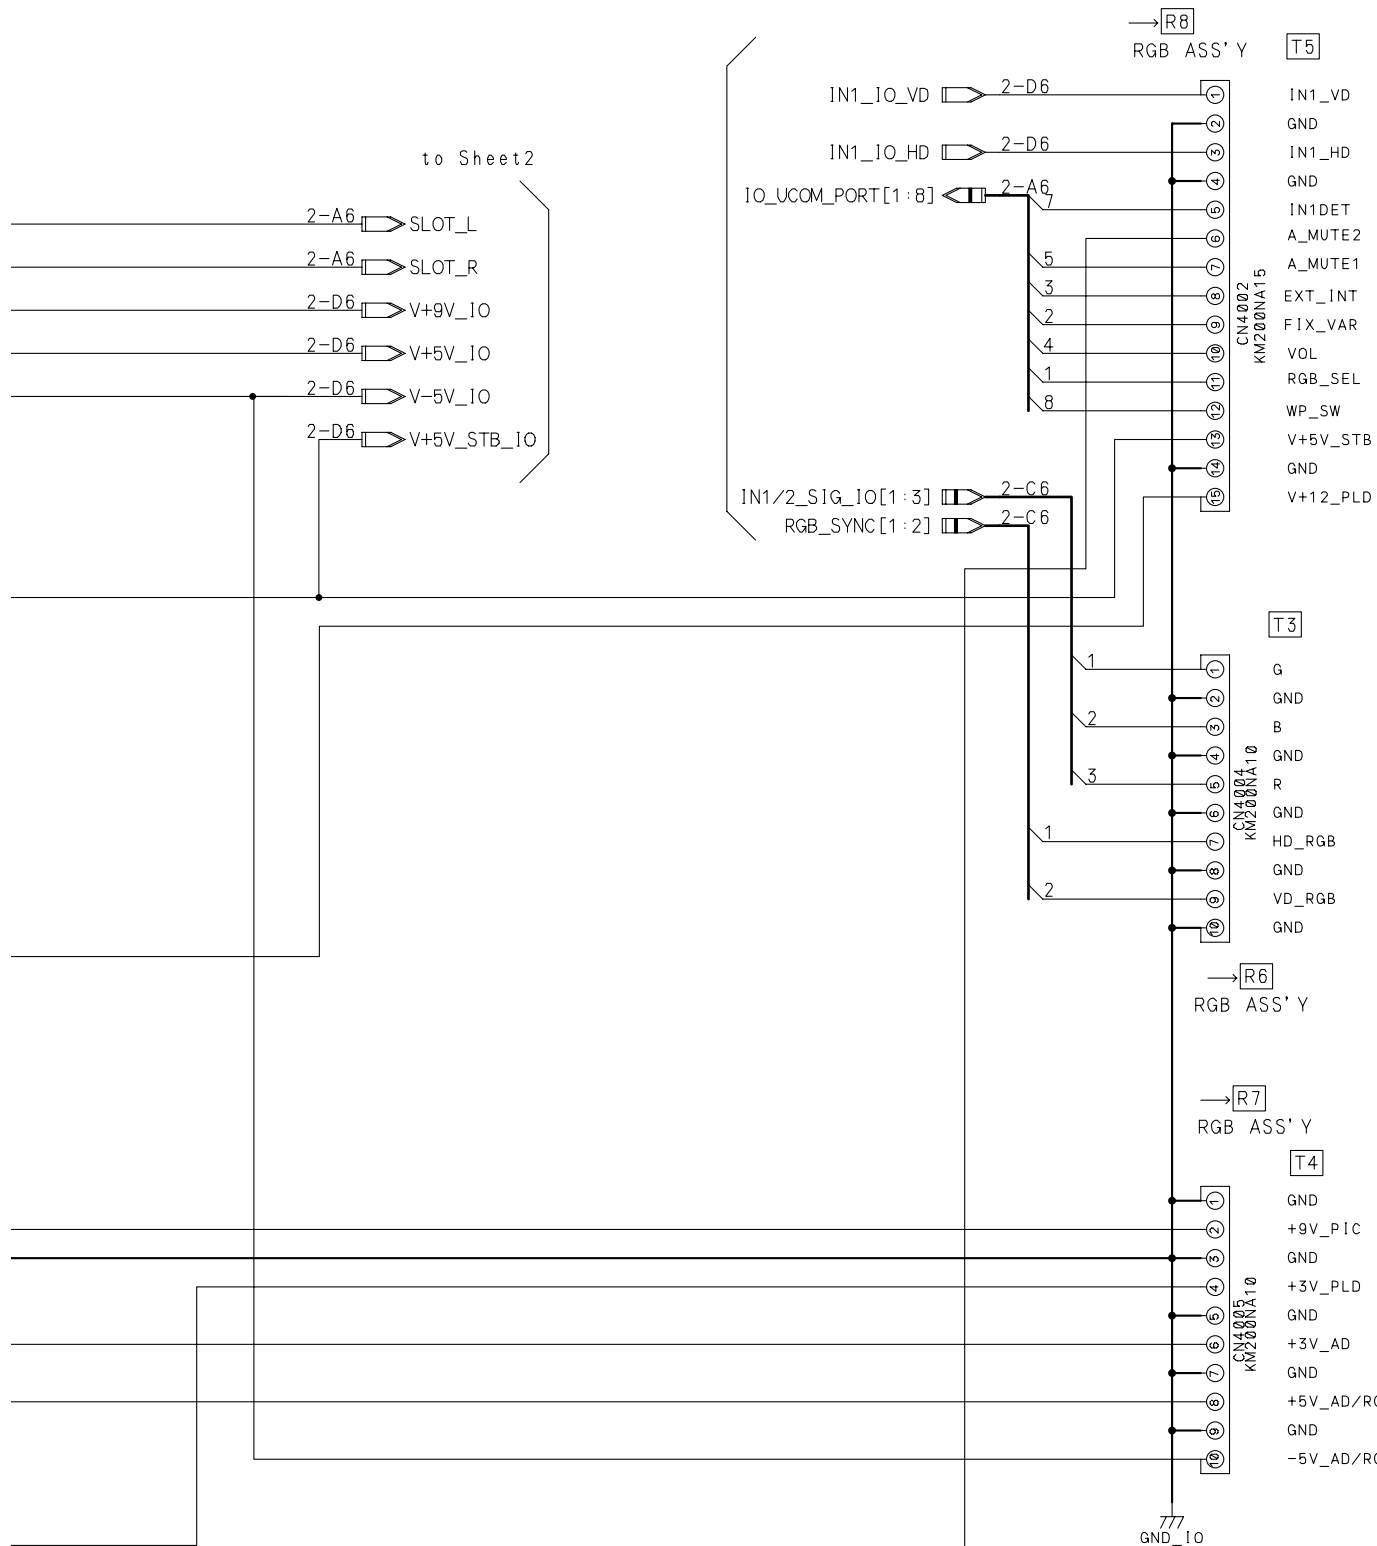 R8
RGB ASS'Y
T5
IN1_IO_VD
2-D6
1
IN1_VD
2
GND
IN1_IO_HD
2-D6
3
IN1_HD
to Sheet2
4
GND
IO_UCOM_PORT[1:8]
2-A6
7
5
IN1DET
2-A6
SLOT_L
6
A_MUTE2
2-A6
SLOT_R
5
7
A_MUTE1
3
8
EXT_INT
2-D6
V+9V_IO
2
9
FIX_VAR
CN4002
KM200NA15
2-D6
V+5V_IO
4
10
VOL
1
11
RGB_SEL
2-D6
V-5V_IO
8
12
WP_SW
2-D6
V+5V_STB_IO
13
V+5V_STB
14
GND
IN1/2_SIG_IO[1:3]
2-C6
15
V+12_PLD
RGB_SYNC[1:2]
2-C6
T3
1
1
G
2
GND
2
3
B
4
GND
3
5
R
CN4004
KM200NA10
6
GND
1
7
HD_RGB
8
GND
2
9
VD_RGB
10
GND
R6
RGB ASS'Y
R7
RGB ASS'Y
T4
1
GND
2
+9V_PIC
3
GND
4
+3V_PLD
5
GND
CN4005
KM200NA10
6
+3V_AD
7
GND
8
+5V_AD/R
9
GND
10
-5V_AD/R
GND_IO